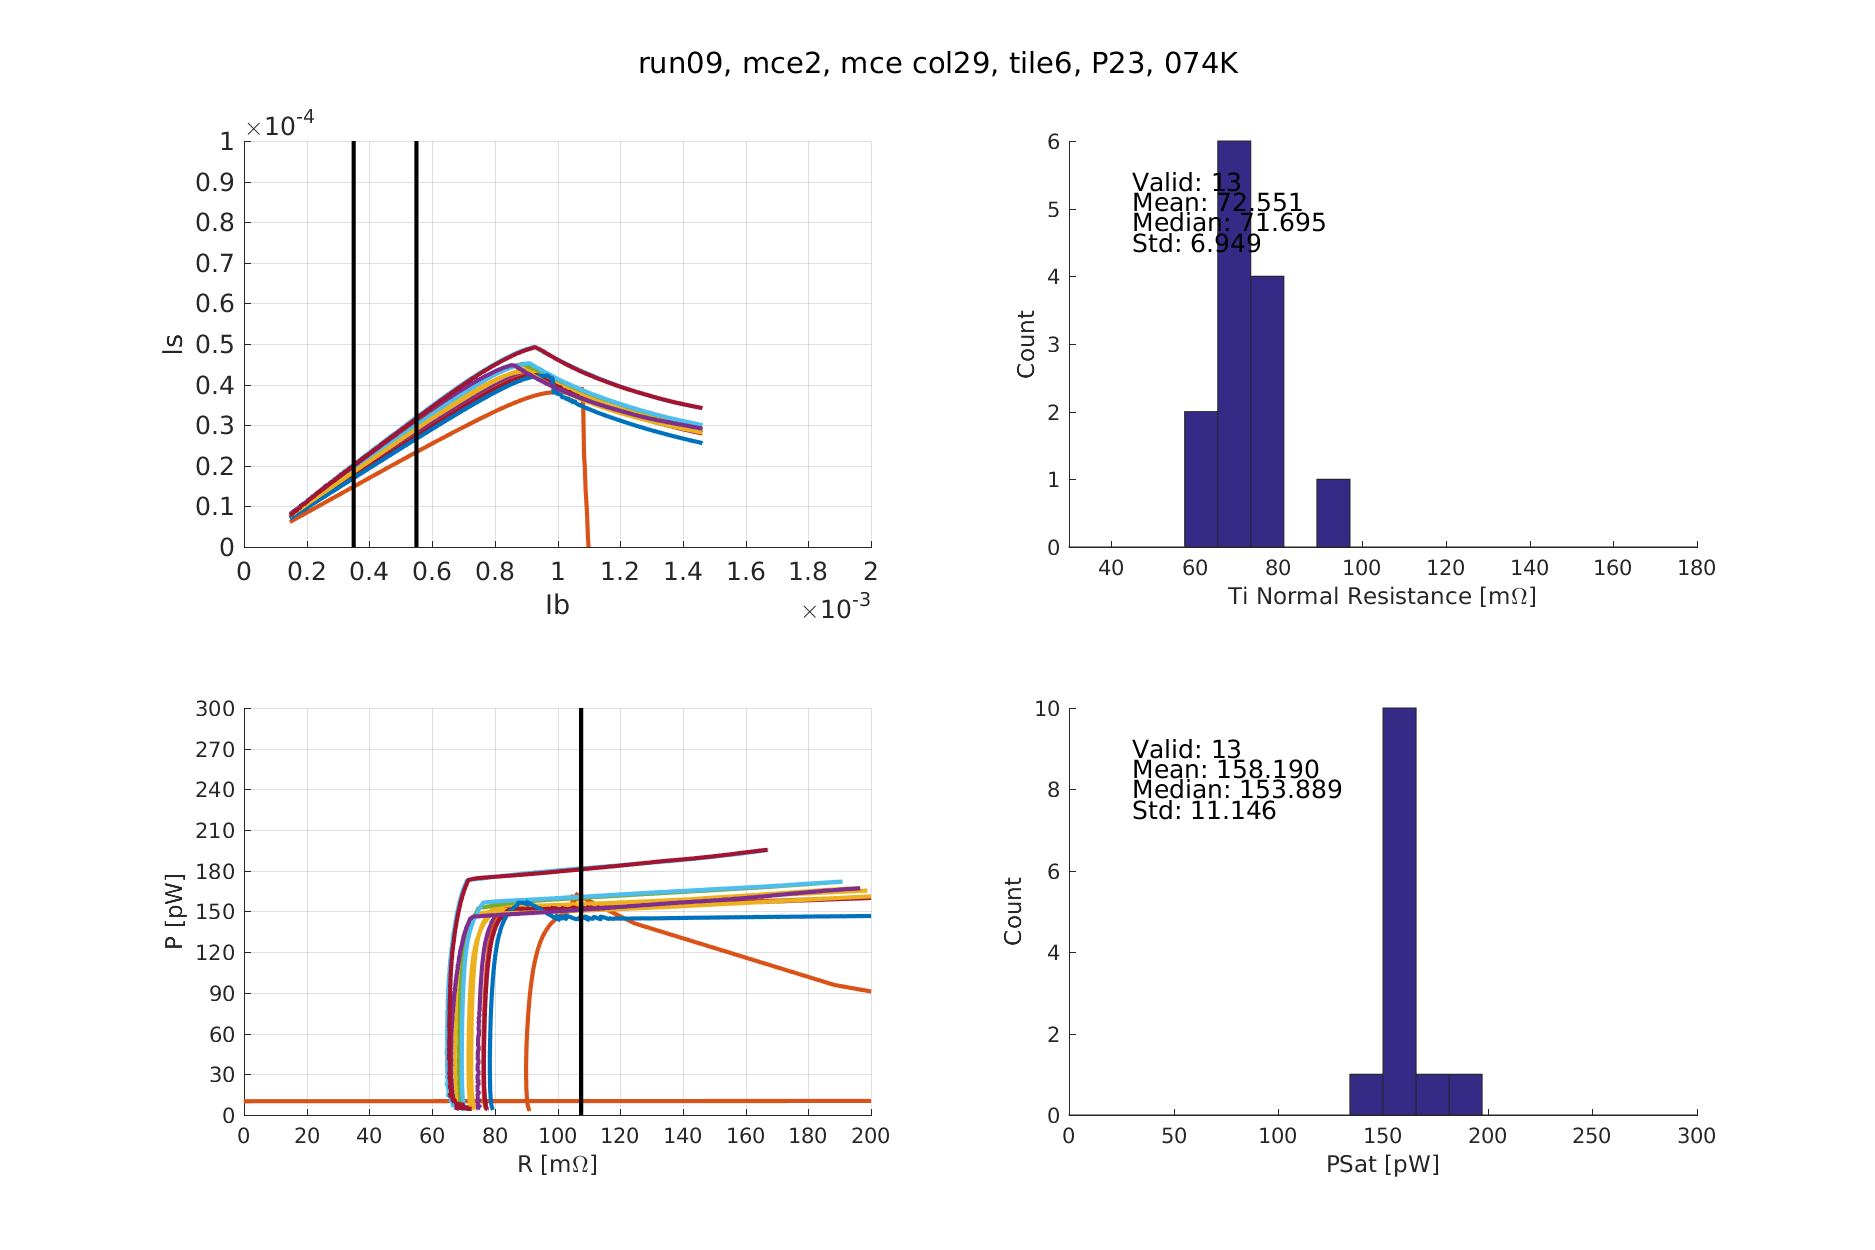 run09, mce2, mce col29, tile6, P23, 074K
×10-4
1
0.9
0.8
0.7
0.6
0.5
0.4
0.3
0.2
0.1
0
Is
0 0.2 0.4 0.6 0.8 1 1.2 1.4 1.6 1.8 2
Ib
×10-3
6
5
4
3
2
1
0
Count
Valid: 13
Mean: 72.551
Median: 71.695
Std: 6.949
40 60 80 100 120 140 160 180
Ti Normal Resistance [mΩ]
300
270
240
210
180
150
120
90
60
30
0
P [pW]
0 20 40 60 80 100 120 140 160 180 200
R [mΩ]
10
8
6
4
2
0
Count
Valid: 13
Mean: 158.190
Median: 153.889
Std: 11.146
0 50 100 150 200 250 300
PSat [pW]